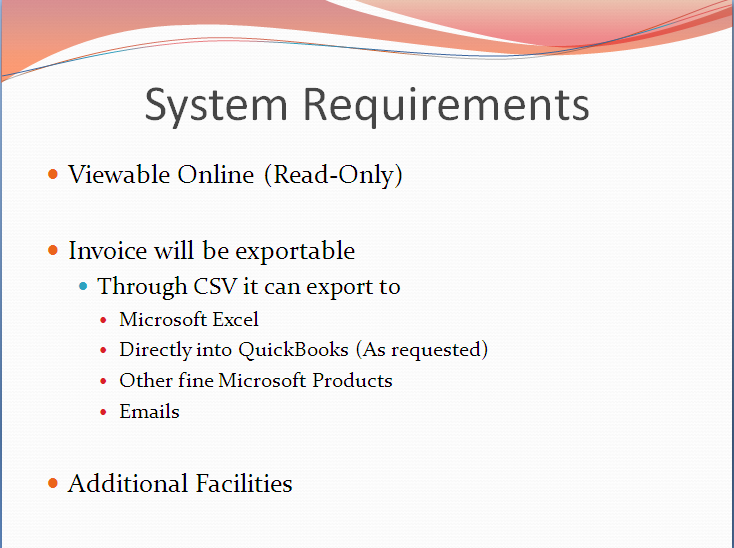 System Requirements
Viewable Online (Read-Only)
Invoice will be exportable
Through CSV it can export to
Microsoft Excel
Directly into QuickBooks (As requested)
Other fine Microsoft Products
Emails
Additional Facilities